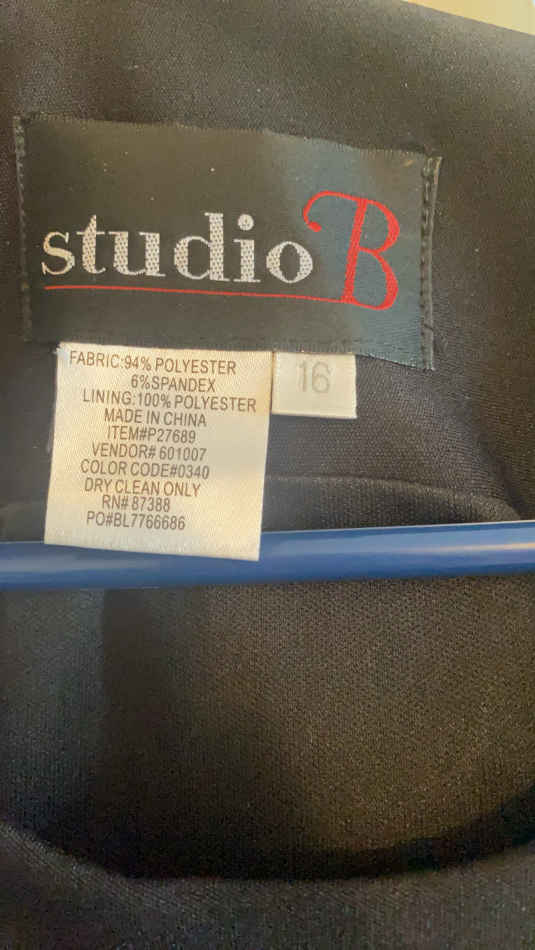 studio B
16
FABRIC:94% POLYESTER
6%SPANDEX
LINING:100% POLYESTER
MADE IN CHINA
ITEM#P27689
VENDOR# 601007
COLOR CODE#0340
DRY CLEAN ONLY
RN# 87388
PO#BL7766686